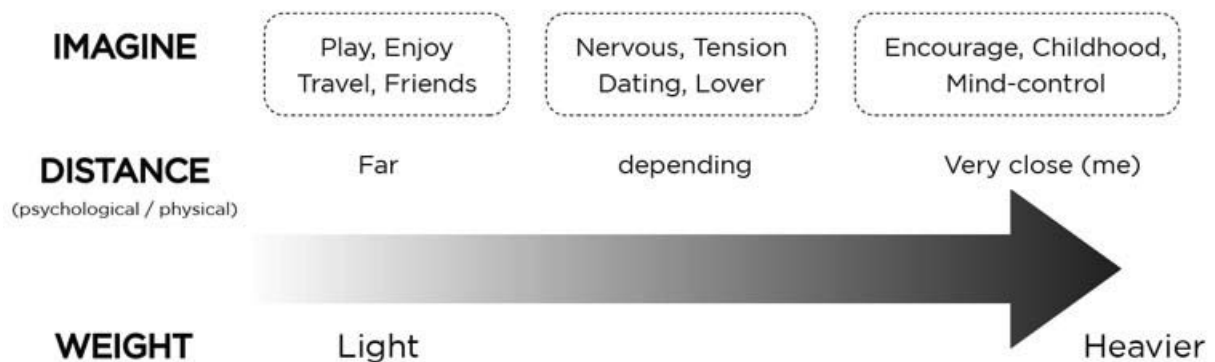 IMAGINE
Play, Enjoy
Travel, Friends
Nervous, Tension
Dating, Lover
Encourage, Childhood,
Mind-control
DISTANCE
(psychological / physical)
Far
depending
Very close (me)
WEIGHT
Light
Heavier